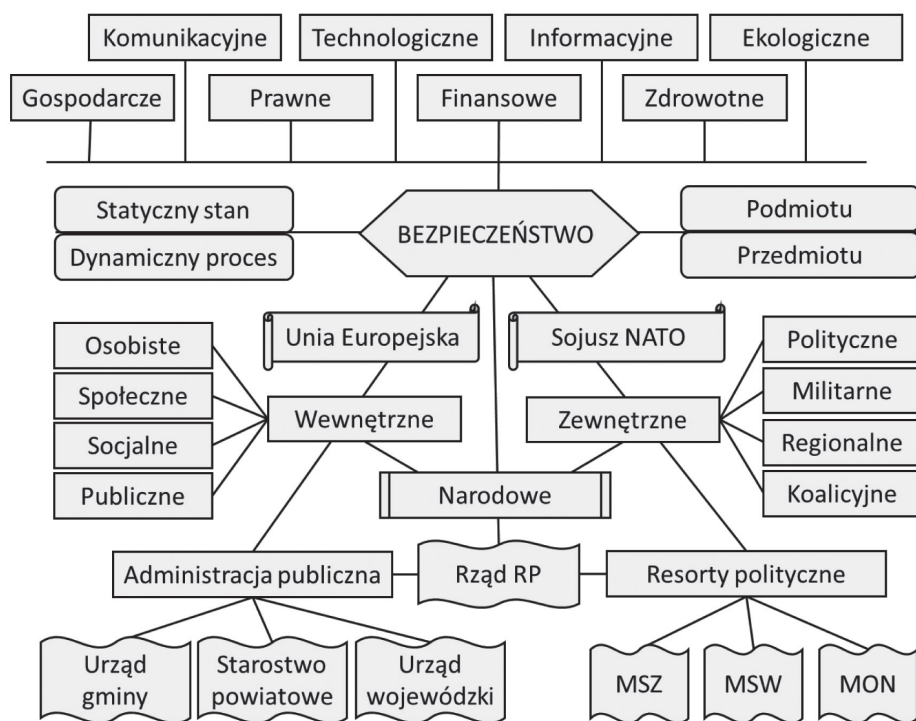 Komunikacyjne
Technologiczne
Informacyjne
Ekologiczne
Gospodarcze
Prawne
Finansowe
Zdrowotne
Statyczny stan
Dynamiczny proces
BEZPIECZEŃSTWO
Podmiotu
Przedmiotu
Unia Europejska
Sojusz NATO
Osobiste
Społeczne
Socjalne
Publiczne
Wewnętrzne
Zewnętrzne
Polityczne
Militarne
Regionalne
Koalicyjne
Narodowe
Administracja publiczna
Rząd RP
Resorty polityczne
Urząd
gminy
Starostwo
powiatowe
Urząd
wojewódzki
MSZ
MSW
MON